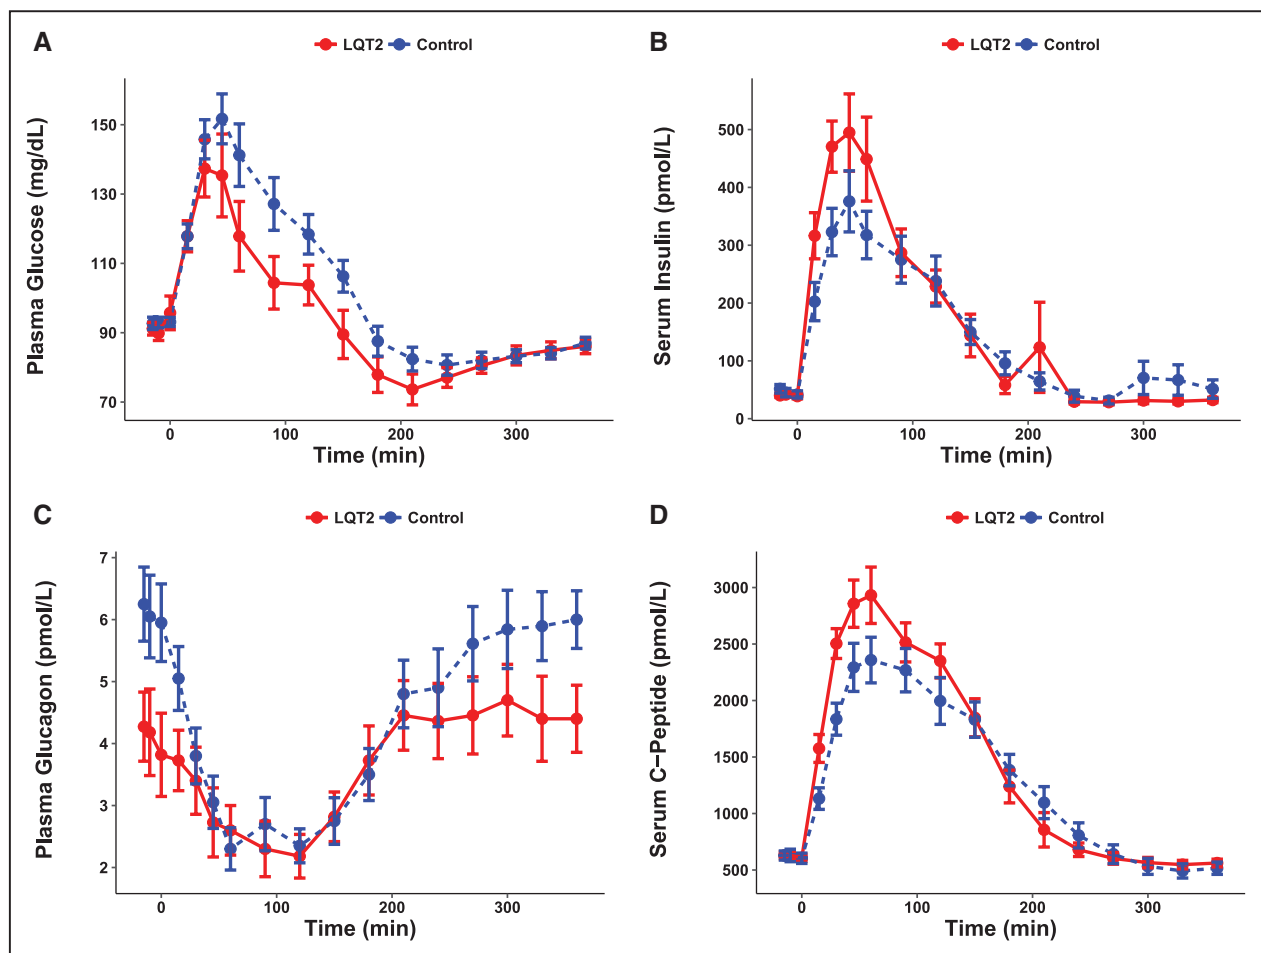 A
LQT2 Control
Plasma Glucose (mg/dL)
150
130
110
90
70
0 100 200 300
Time (min)
B
LQT2 Control
Serum Insulin (pmol/L)
500
400
300
200
100
0
0 100 200 300
Time (min)
C
LQT2 Control
Plasma Glucagon (pmol/L)
7
6
5
4
3
2
0 100 200 300
Time (min)
D
LQT2 Control
Serum C−Peptide (pmol/L)
3000
2500
2000
1500
1000
500
0 100 200 300
Time (min)